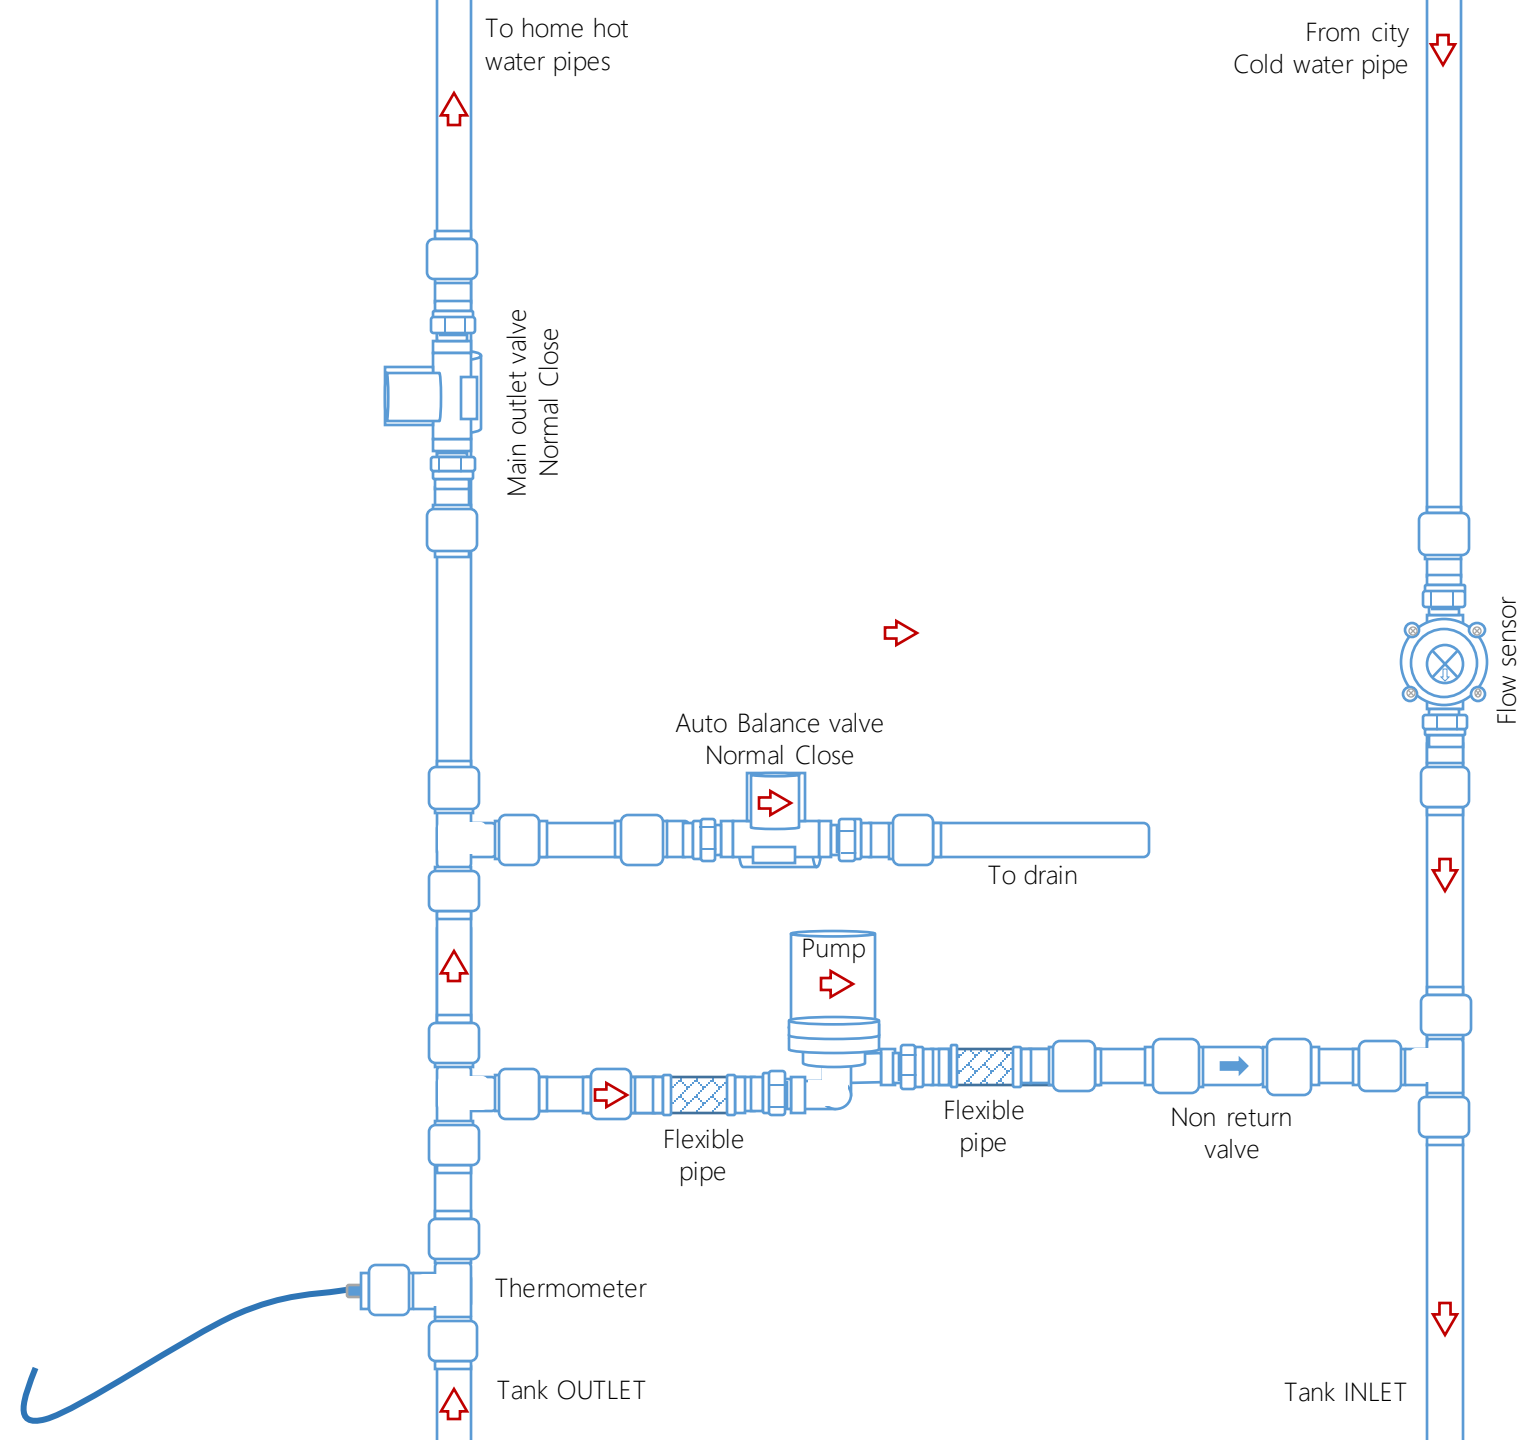 To home hot
water pipes
From city
Cold water pipe
Main outlet valve
Normal Close
Flow sensor
Auto Balance valve
Normal Close
To drain
Pump
Flexible
pipe
Flexible
pipe
Non return
valve
Thermometer
Tank OUTLET
Tank INLET